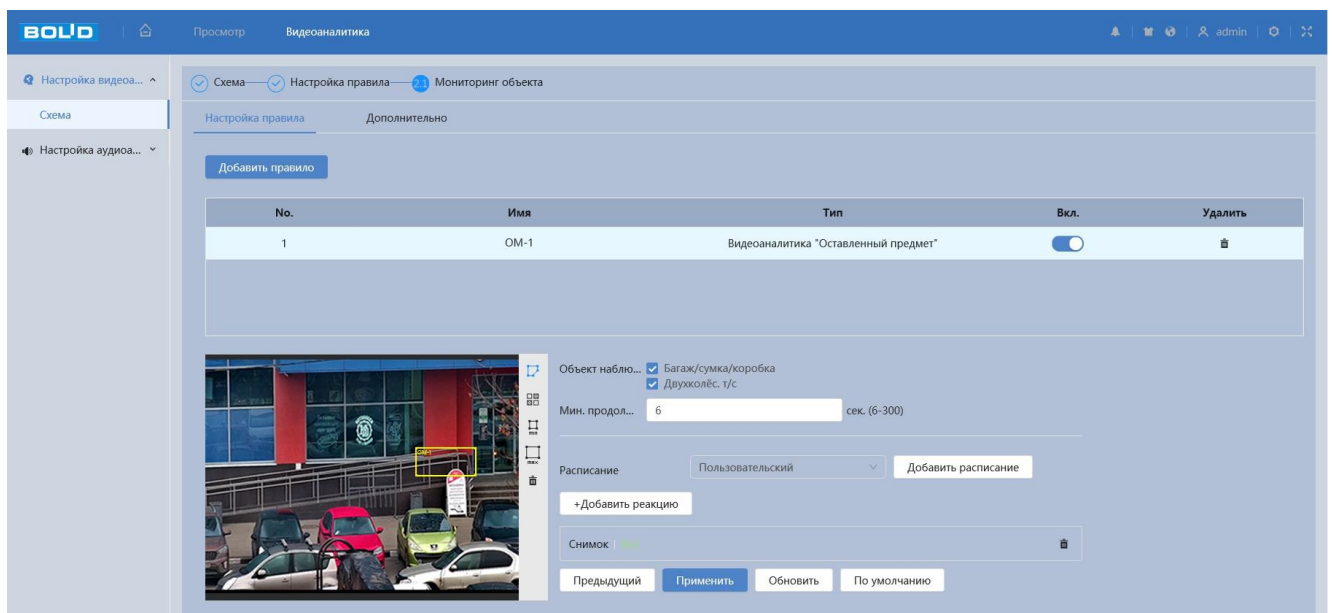 BOLID Просмотр Видеоаналитика admin
Настройка видеоа...
Схема
Настройка аудиоа...
Схема Настройка правила 2.1 Мониторинг объекта
Настройка правила Дополнительно
Добавить правило
No. Имя Тип Вкл. Удалить
1 OM-1 Видеоаналитика "Оставленный предмет"
OM-1
min
max
Объект наблю... Багаж/сумка/коробка
Двухколёс. т/с
Мин. продол... 6 сек. (6-300)
Расписание Пользовательский Добавить расписание
+Добавить реакцию
Снимок
Предыдущий Применить Обновить По умолчанию